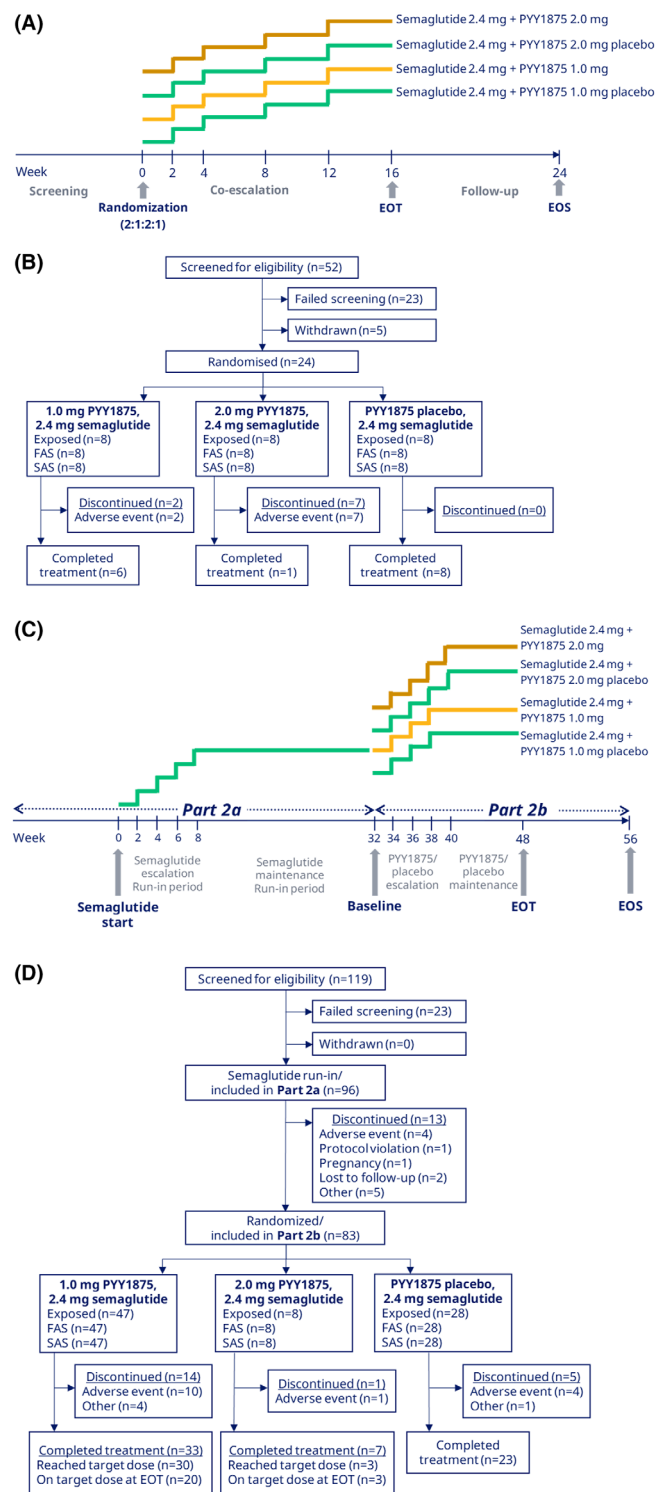 (A)
Semaglutide 2.4 mg + PYY1875 2.0 mg
Semaglutide 2.4 mg + PYY1875 2.0 mg placebo
Semaglutide 2.4 mg + PYY1875 1.0 mg
Semaglutide 2.4 mg + PYY1875 1.0 mg placebo
Week 0 2 4 8 12 16 24
Screening Co-escalation Follow-up
Randomization EOT EOS
(2:1:2:1)
(B)
Screened for eligibility (n=52)
Failed screening (n=23)
Withdrawn (n=5)
Randomised (n=24)
1.0 mg PYY1875,
2.4 mg semaglutide
Exposed (n=8)
FAS (n=8)
SAS (n=8)
2.0 mg PYY1875,
2.4 mg semaglutide
Exposed (n=8)
FAS (n=8)
SAS (n=8)
PYY1875 placebo,
2.4 mg semaglutide
Exposed (n=8)
FAS (n=8)
SAS (n=8)
Discontinued (n=2)
Adverse event (n=2)
Discontinued (n=7)
Adverse event (n=7)
Discontinued (n=0)
Completed
treatment (n=6)
Completed
treatment (n=1)
Completed
treatment (n=8)
(C)
Semaglutide 2.4 mg +
PYY1875 2.0 mg
Semaglutide 2.4 mg +
PYY1875 2.0 mg placebo
Semaglutide 2.4 mg +
PYY1875 1.0 mg
Semaglutide 2.4 mg +
PYY1875 1.0 mg placebo
Part 2a Part 2b
Week 0 2 4 6 8 32 34 36 38 40 48 56
Semaglutide
escalation
Run-in period
Semaglutide
maintenance
Run-in period
PYY1875/
placebo
escalation
PYY1875/
placebo
maintenance
Semaglutide
start
Baseline
EOT
EOS
(D)
Screened for eligibility (n=119)
Failed screening (n=23)
Withdrawn (n=0)
Semaglutide run-in/
included in Part 2a (n=96)
Discontinued (n=13)
Adverse event (n=4)
Protocol violation (n=1)
Pregnancy (n=1)
Lost to follow-up (n=2)
Other (n=5)
Randomized/
included in Part 2b (n=83)
1.0 mg PYY1875,
2.4 mg semaglutide
Exposed (n=47)
FAS (n=47)
SAS (n=47)
2.0 mg PYY1875,
2.4 mg semaglutide
Exposed (n=8)
FAS (n=8)
SAS (n=8)
PYY1875 placebo,
2.4 mg semaglutide
Exposed (n=28)
FAS (n=28)
SAS (n=28)
Discontinued (n=14)
Adverse event (n=10)
Other (n=4)
Discontinued (n=1)
Adverse event (n=1)
Discontinued (n=5)
Adverse event (n=4)
Other (n=1)
Completed treatment (n=33)
Reached target dose (n=30)
On target dose at EOT (n=20)
Completed treatment (n=7)
Reached target dose (n=3)
On target dose at EOT (n=3)
Completed
treatment (n=23)